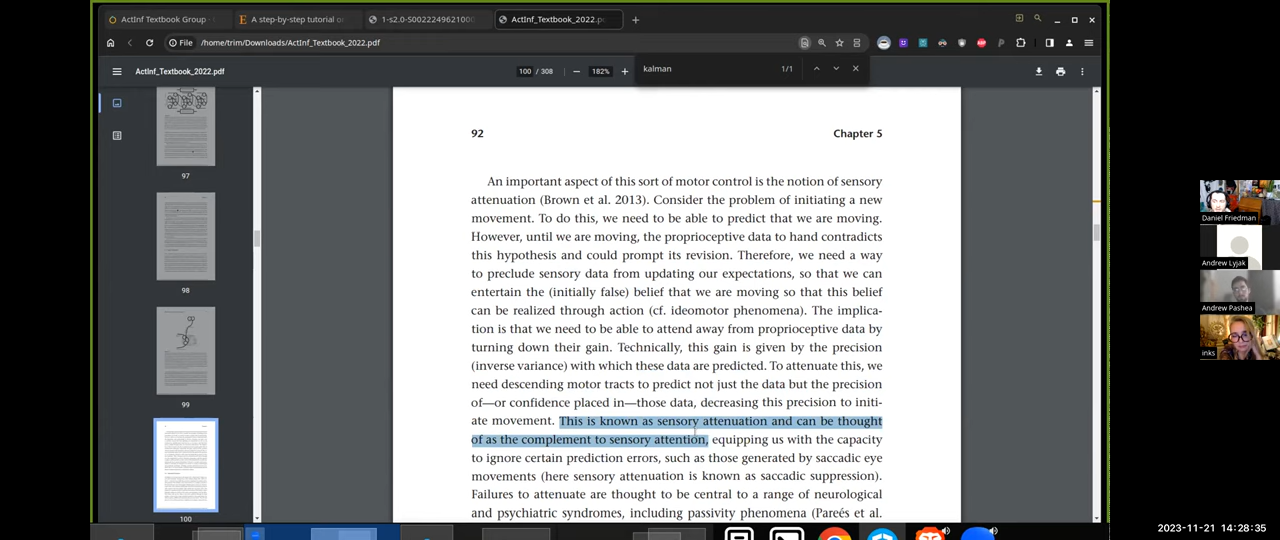 ActInf Textbook Group -
A step-by-step tutorial on
1-s2.0-S0022249621000
ActInf_Textbook_2022.p
File
/home/trim/Downloads/ActInf_Textbook_2022.pdf
ActInf_Textbook_2022.pdf
100 / 308
182%
kalman
1/1
97
98
99
100
92
Chapter 5
An important aspect of this sort of motor control is the notion of sensory
attenuation (Brown et al. 2013). Consider the problem of initiating a new
movement. To do this, we need to be able to predict that we are moving.
However, until we are moving, the proprioceptive data to hand contradicts
this hypothesis and could prompt its revision. Therefore, we need a way
to preclude sensory data from updating our expectations, so that we can
entertain the (initially false) belief that we are moving so that this belief
can be realized through action (cf. ideomotor phenomena). The implica-
tion is that we need to be able to attend away from proprioceptive data by
turning down their gain. Technically, this gain is given by the precision
(inverse variance) with which these data are predicted. To attenuate this, we
need descending motor tracts to predict not just the data but the precision
of—or confidence placed in—those data, decreasing this precision to initi-
ate movement. This is known as sensory attenuation and can be thought
of as the complement to sensory attention, equipping us with the capacity
to ignore certain prediction errors, such as those generated by saccadic eye
movements (here sensory attenuation is known as saccadic suppression).
Failures to attenuate are thought to be central to a range of neurological
and psychiatric syndromes, including passivity phenomena (Pareés et al.
Daniel Friedman
Andrew Lyjak
Andrew Pashea
inks
2023-11-21 14:28:35